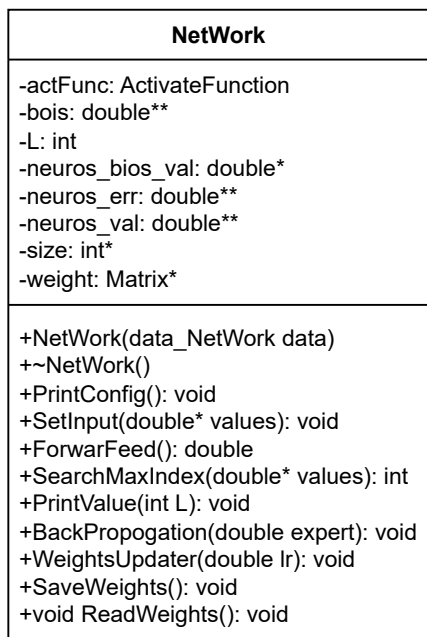 NetWork
-actFunc: ActivateFunction
-bois: double**
-L: int
-neuros_bios_val: double*
-neuros_err: double**
-neuros_val: double**
-size: int*
-weight: Matrix*
+NetWork(data_NetWork data)
+~NetWork()
+PrintConfig(): void
+SetInput(double* values): void
+ForwarFeed(): double
+SearchMaxIndex(double* values): int
+PrintValue(int L): void
+BackPropogation(double expert): void
+WeightsUpdater(double lr): void
+SaveWeights(): void
+void ReadWeights(): void